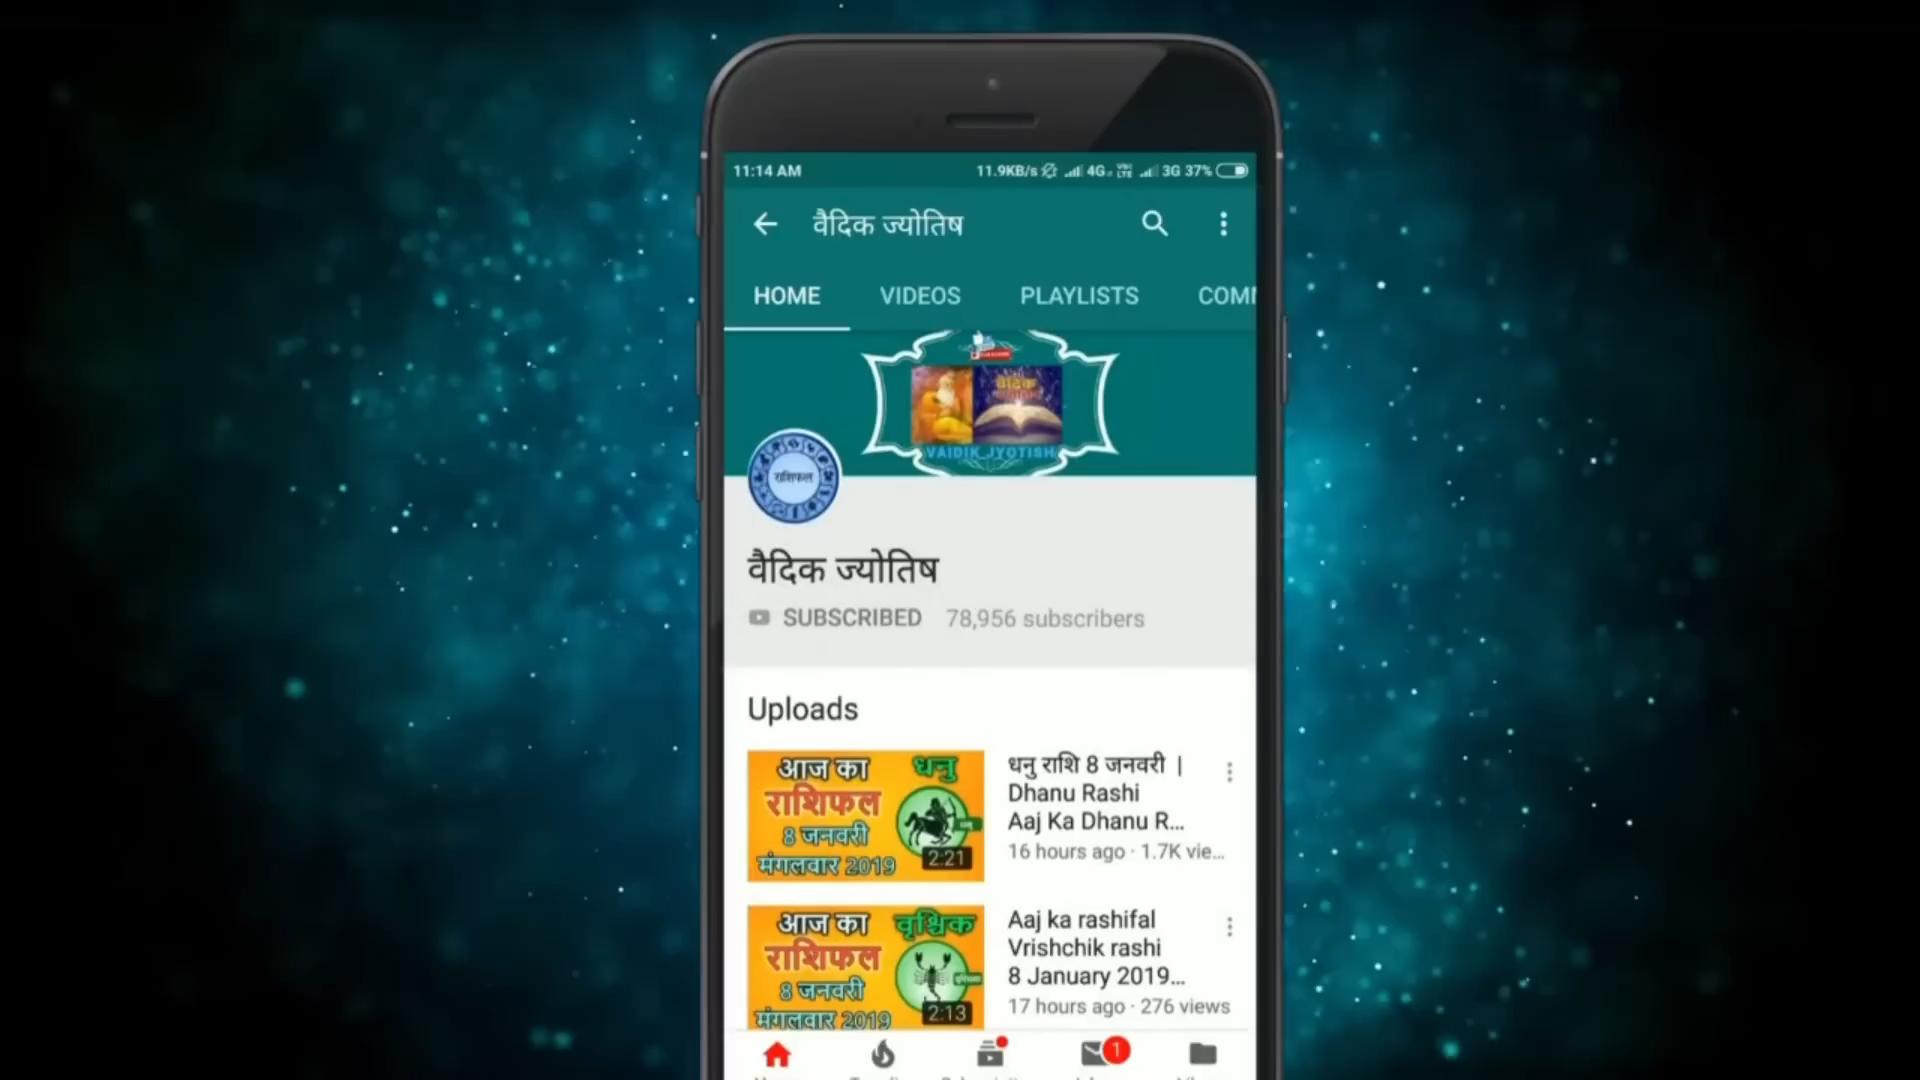 11:14 AM 11.9KB/s 4G VoLTE 3G 37%
वैदिक ज्योतिष
HOME VIDEOS PLAYLISTS COMM
वैदिक
VAIDIK JYOTISH
राशिफल
वैदिक ज्योतिष
SUBSCRIBED 78,956 subscribers
Uploads
आज का धनु
राशिफल
8 जनवरी
मंगलवार 2019
2:21
धनु राशि 8 जनवरी |
Dhanu Rashi
Aaj Ka Dhanu R...
16 hours ago · 1.7K vie...
आज का वृश्चिक
राशिफल
8 जनवरी
मंगलवार 2019
2:13
Aaj ka rashifal
Vrishchik rashi
8 January 2019...
17 hours ago · 276 views
1